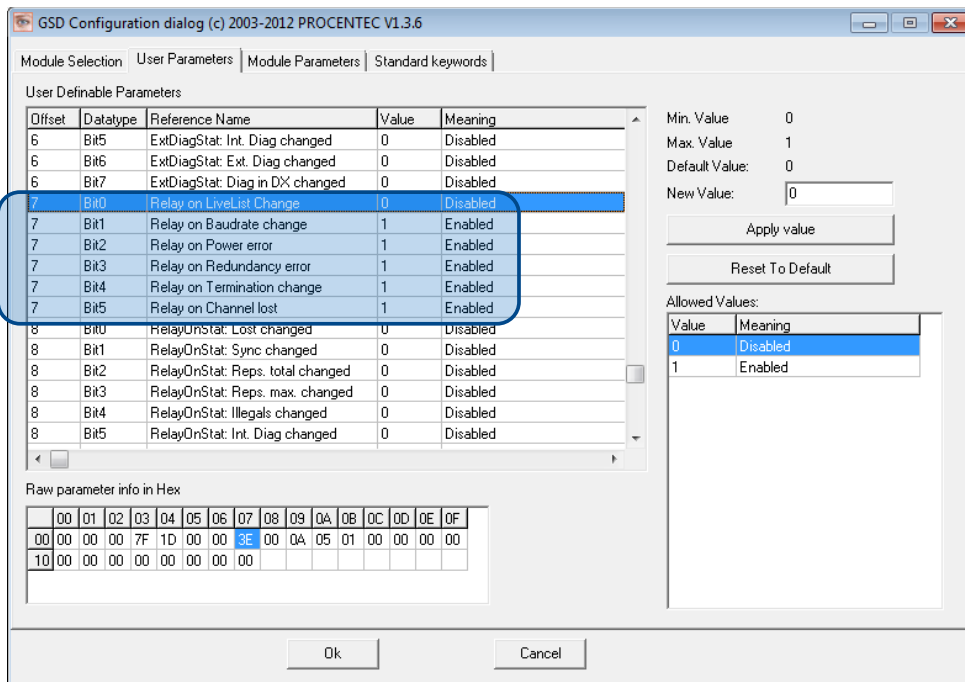 GSD Configuration dialog (c) 2003-2012 PROCENTEC V1.3.6
Module Selection User Parameters Module Parameters Standard keywords
User Definable Parameters
Offset Datatype Reference Name Value Meaning
6 Bit5 ExtDiagStat: Int. Diag changed 0 Disabled
6 Bit6 ExtDiagStat: Ext. Diag changed 0 Disabled
6 Bit7 ExtDiagStat: Diag in DX changed 0 Disabled
7 Bit0 Relay on LiveList Change 0 Disabled
7 Bit1 Relay on Baudrate change 1 Enabled
7 Bit2 Relay on Power error 1 Enabled
7 Bit3 Relay on Redundancy error 1 Enabled
7 Bit4 Relay on Termination change 1 Enabled
7 Bit5 Relay on Channel lost 1 Enabled
8 Bit0 RelayOnStat: Lost changed 0 Disabled
8 Bit1 RelayOnStat: Sync changed 0 Disabled
8 Bit2 RelayOnStat: Reps. total changed 0 Disabled
8 Bit3 RelayOnStat: Reps. max. changed 0 Disabled
8 Bit4 RelayOnStat: Illegals changed 0 Disabled
8 Bit5 RelayOnStat: Int. Diag changed 0 Disabled
Min. Value 0
Max. Value 1
Default Value: 0
New Value: 0
Apply value
Reset To Default
Allowed Values:
Value Meaning
0 Disabled
1 Enabled
Raw parameter info in Hex
00 01 02 03 04 05 06 07 08 09 0A 0B 0C 0D 0E 0F
00 00 00 00 7F 1D 00 00 3E 00 0A 05 01 00 00 00 00
10 00 00 00 00 00 00 00 00
Ok Cancel